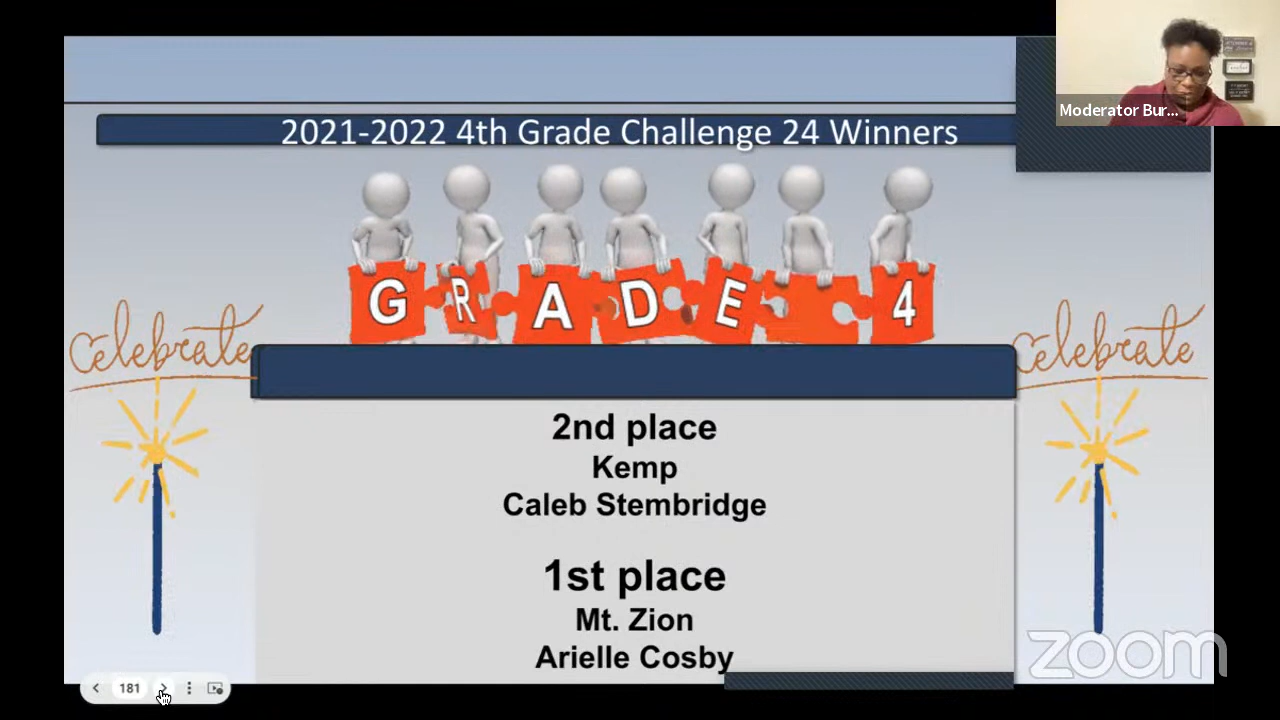 Moderator Bur...
2021-2022 4th Grade Challenge 24 Winners
GRADE 4
celebrate
celebrate
2nd place
Kemp
Caleb Stembridge
1st place
Mt. Zion
Arielle Cosby
zoom
181